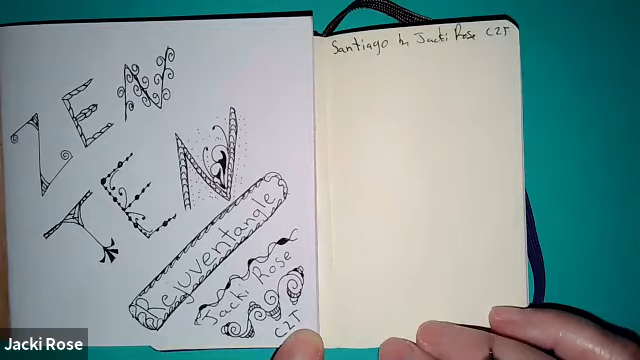 ZEN
TEN
Rejuventangle
Jacki Rose
CZT
Santiago by Jacki Rose CZT
Jacki Rose